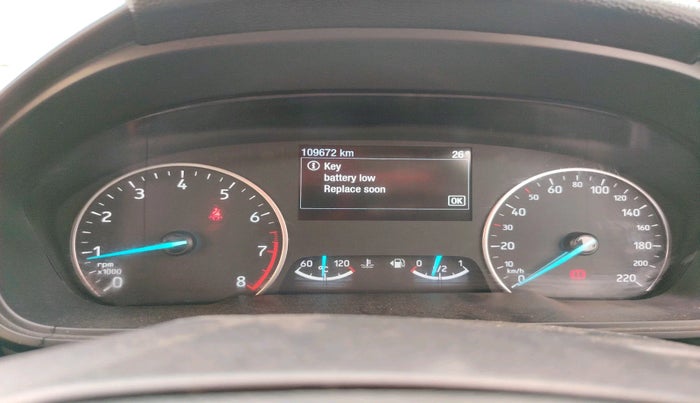 109672 km 26°
Key
battery low
Replace soon
OK
0 1 2 3 4 5 6 7 8
rpm
x1000
60 120
°C
0 1/2 1
0 10 20 30 40 50 60 80 100 120 140 160 180 200 220
km/h